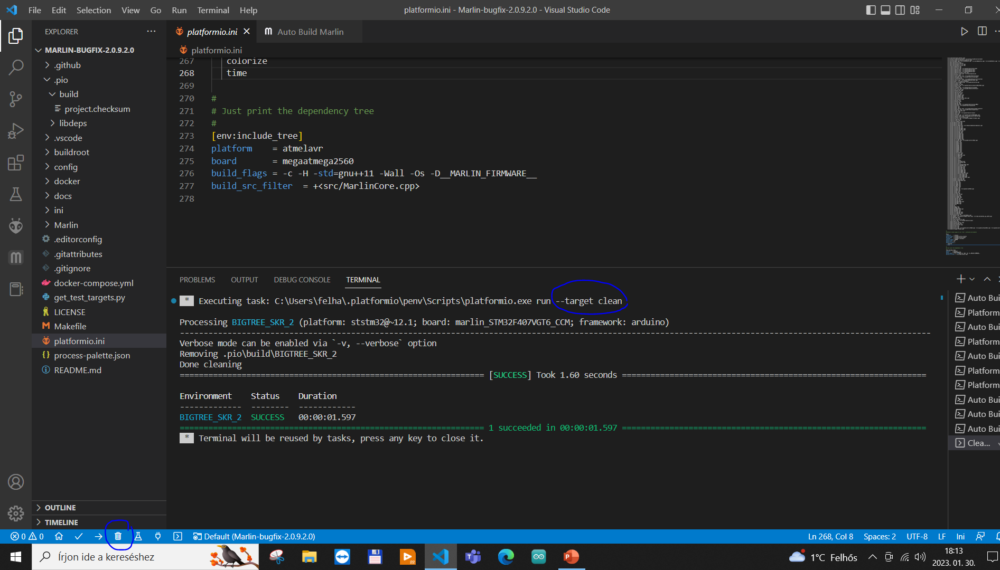 File Edit Selection View Go Run Terminal Help
platformio.ini - Marlin-bugfix-2.0.9.2.0 - Visual Studio Code
EXPLORER
MARLIN-BUGFIX-2.0.9.2.0
.github
.pio
build
project.checksum
libdeps
.vscode
buildroot
config
docker
docs
ini
Marlin
.editorconfig
.gitattributes
.gitignore
docker-compose.yml
get_test_targets.py
LICENSE
Makefile
platformio.ini
process-palette.json
README.md
OUTLINE
TIMELINE
platformio.ini
Auto Build Marlin
platformio.ini
267 colorize
268 time
269
270 #
271 # Just print the dependency tree
272 #
273 [env:include_tree]
274 platform = atmelavr
275 board = megaatmega2560
276 build_flags = -c -H -std=gnu++11 -Wall -Os -D__MARLIN_FIRMWARE__
277 build_src_filter = +<src/MarlinCore.cpp>
278
PROBLEMS OUTPUT DEBUG CONSOLE TERMINAL
* Executing task: C:\Users\felha\.platformio\penv\Scripts\platformio.exe run --target clean
Processing BIGTREE_SKR_2 (platform: ststm32@~12.1; board: marlin_STM32F407VGT6_CCM; framework: arduino)
Verbose mode can be enabled via `-v, --verbose` option
Removing .pio\build\BIGTREE_SKR_2
Done cleaning
[SUCCESS] Took 1.60 seconds
Environment Status Duration
BIGTREE_SKR_2 SUCCESS 00:00:01.597
1 succeeded in 00:00:01.597
* Terminal will be reused by tasks, press any key to close it.
Auto Bui
Platform
Auto Bui
Platform
Auto Bui
Platform
Platform
Auto Bui
Auto Bui
Auto Bui
Clea...
0 0 Default (Marlin-bugfix-2.0.9.2.0) Ln 268, Col 8 Spaces: 2 UTF-8 LF Ini
Írjon ide a kereséshez
1°C Felhős
18:13
2023. 01. 30.